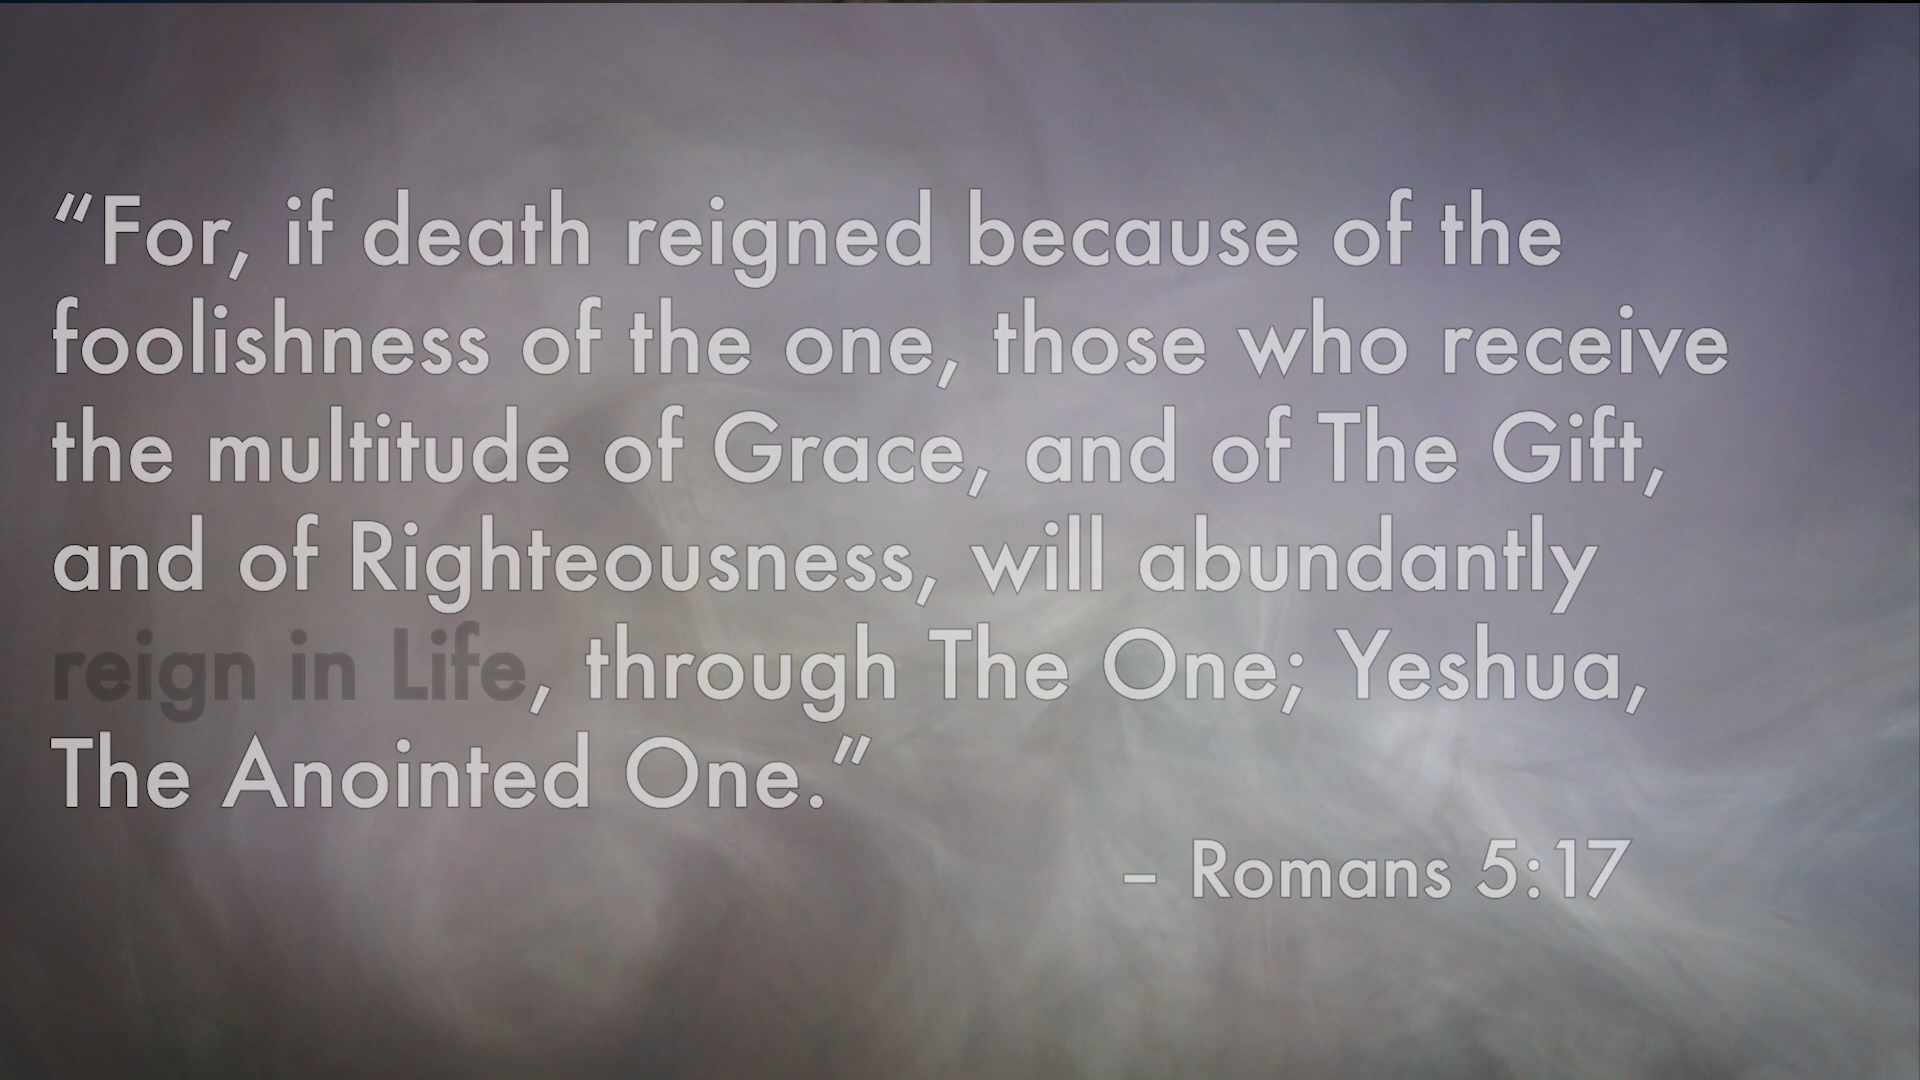 “For, if death reigned because of the
foolishness of the one, those who receive
the multitude of Grace, and of The Gift,
and of Righteousness, will abundantly
reign in Life, through The One; Yeshua,
The Anointed One.”
– Romans 5:17